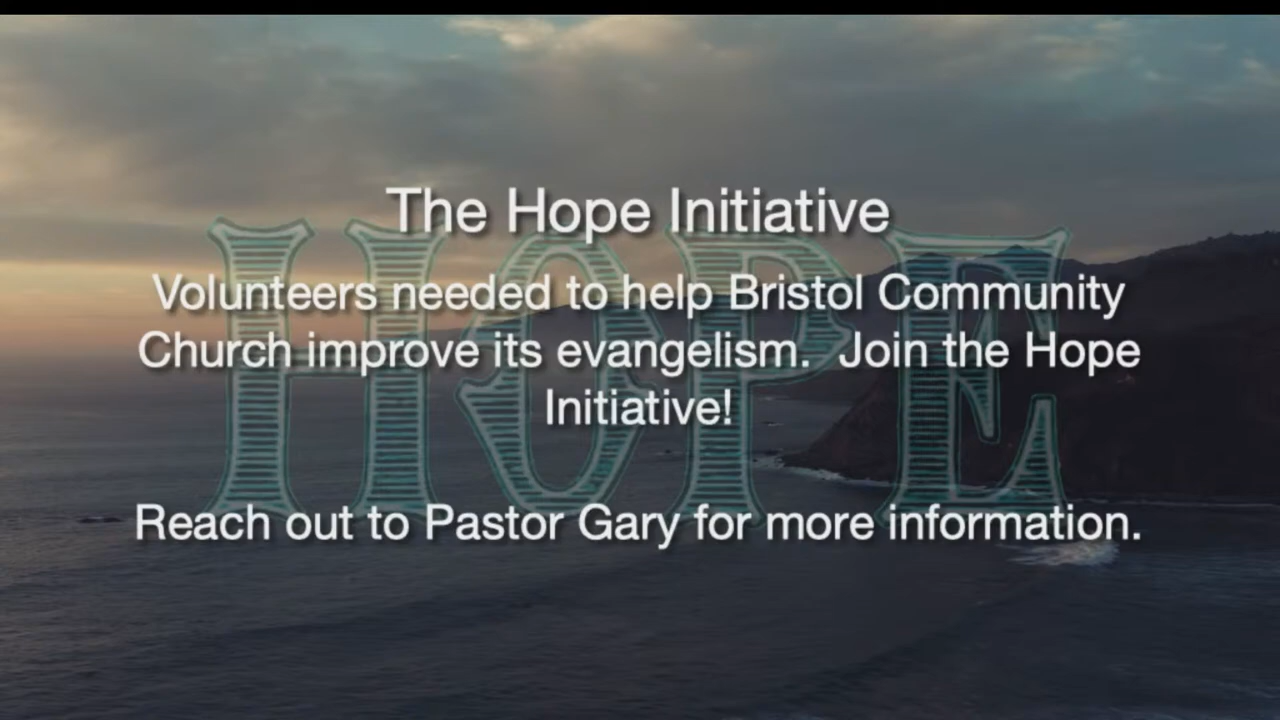 The Hope Initiative
HOPE
Volunteers needed to help Bristol Community
Church improve its evangelism.  Join the Hope
Initiative!
Reach out to Pastor Gary for more information.